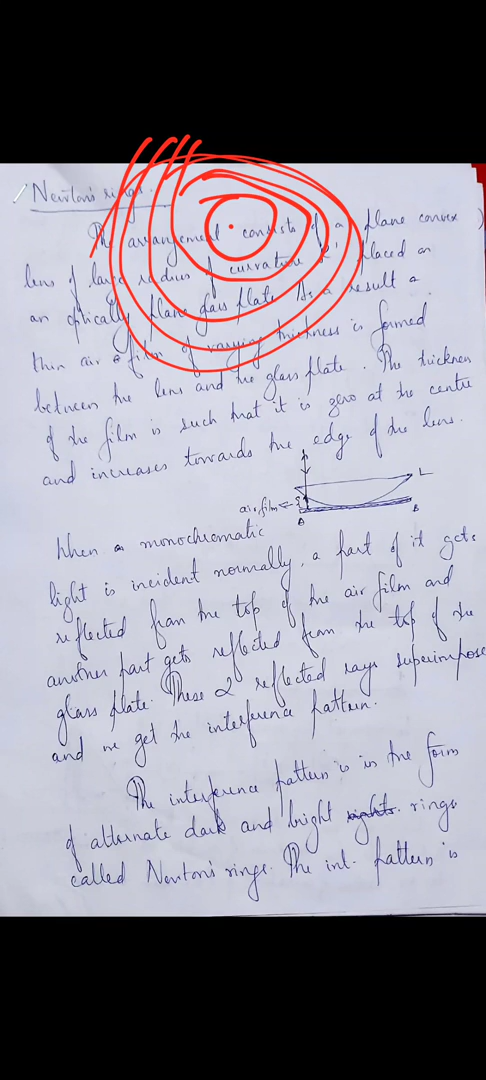 Newton's rings.
The arrangement consists of a plane convex
lens of large radius of curvature 'R' placed on
an optically plane glass plate. As a result a
thin air film of varying thickness is formed
between the lens and the glass plate. The thickness
of the film is such that it is zero at the centre
and increases towards the edge of the lens.
L
air film
A
B
When a monochromatic
light is incident normally, a part of it gets
reflected from the top of the air film and
another part gets reflected from the top of the
glass plate. These 2 reflected rays superimpose
and we get the interference pattern.
The interference pattern is in the form
of alternate dark and bright rings
called Newton's rings. The int. pattern is